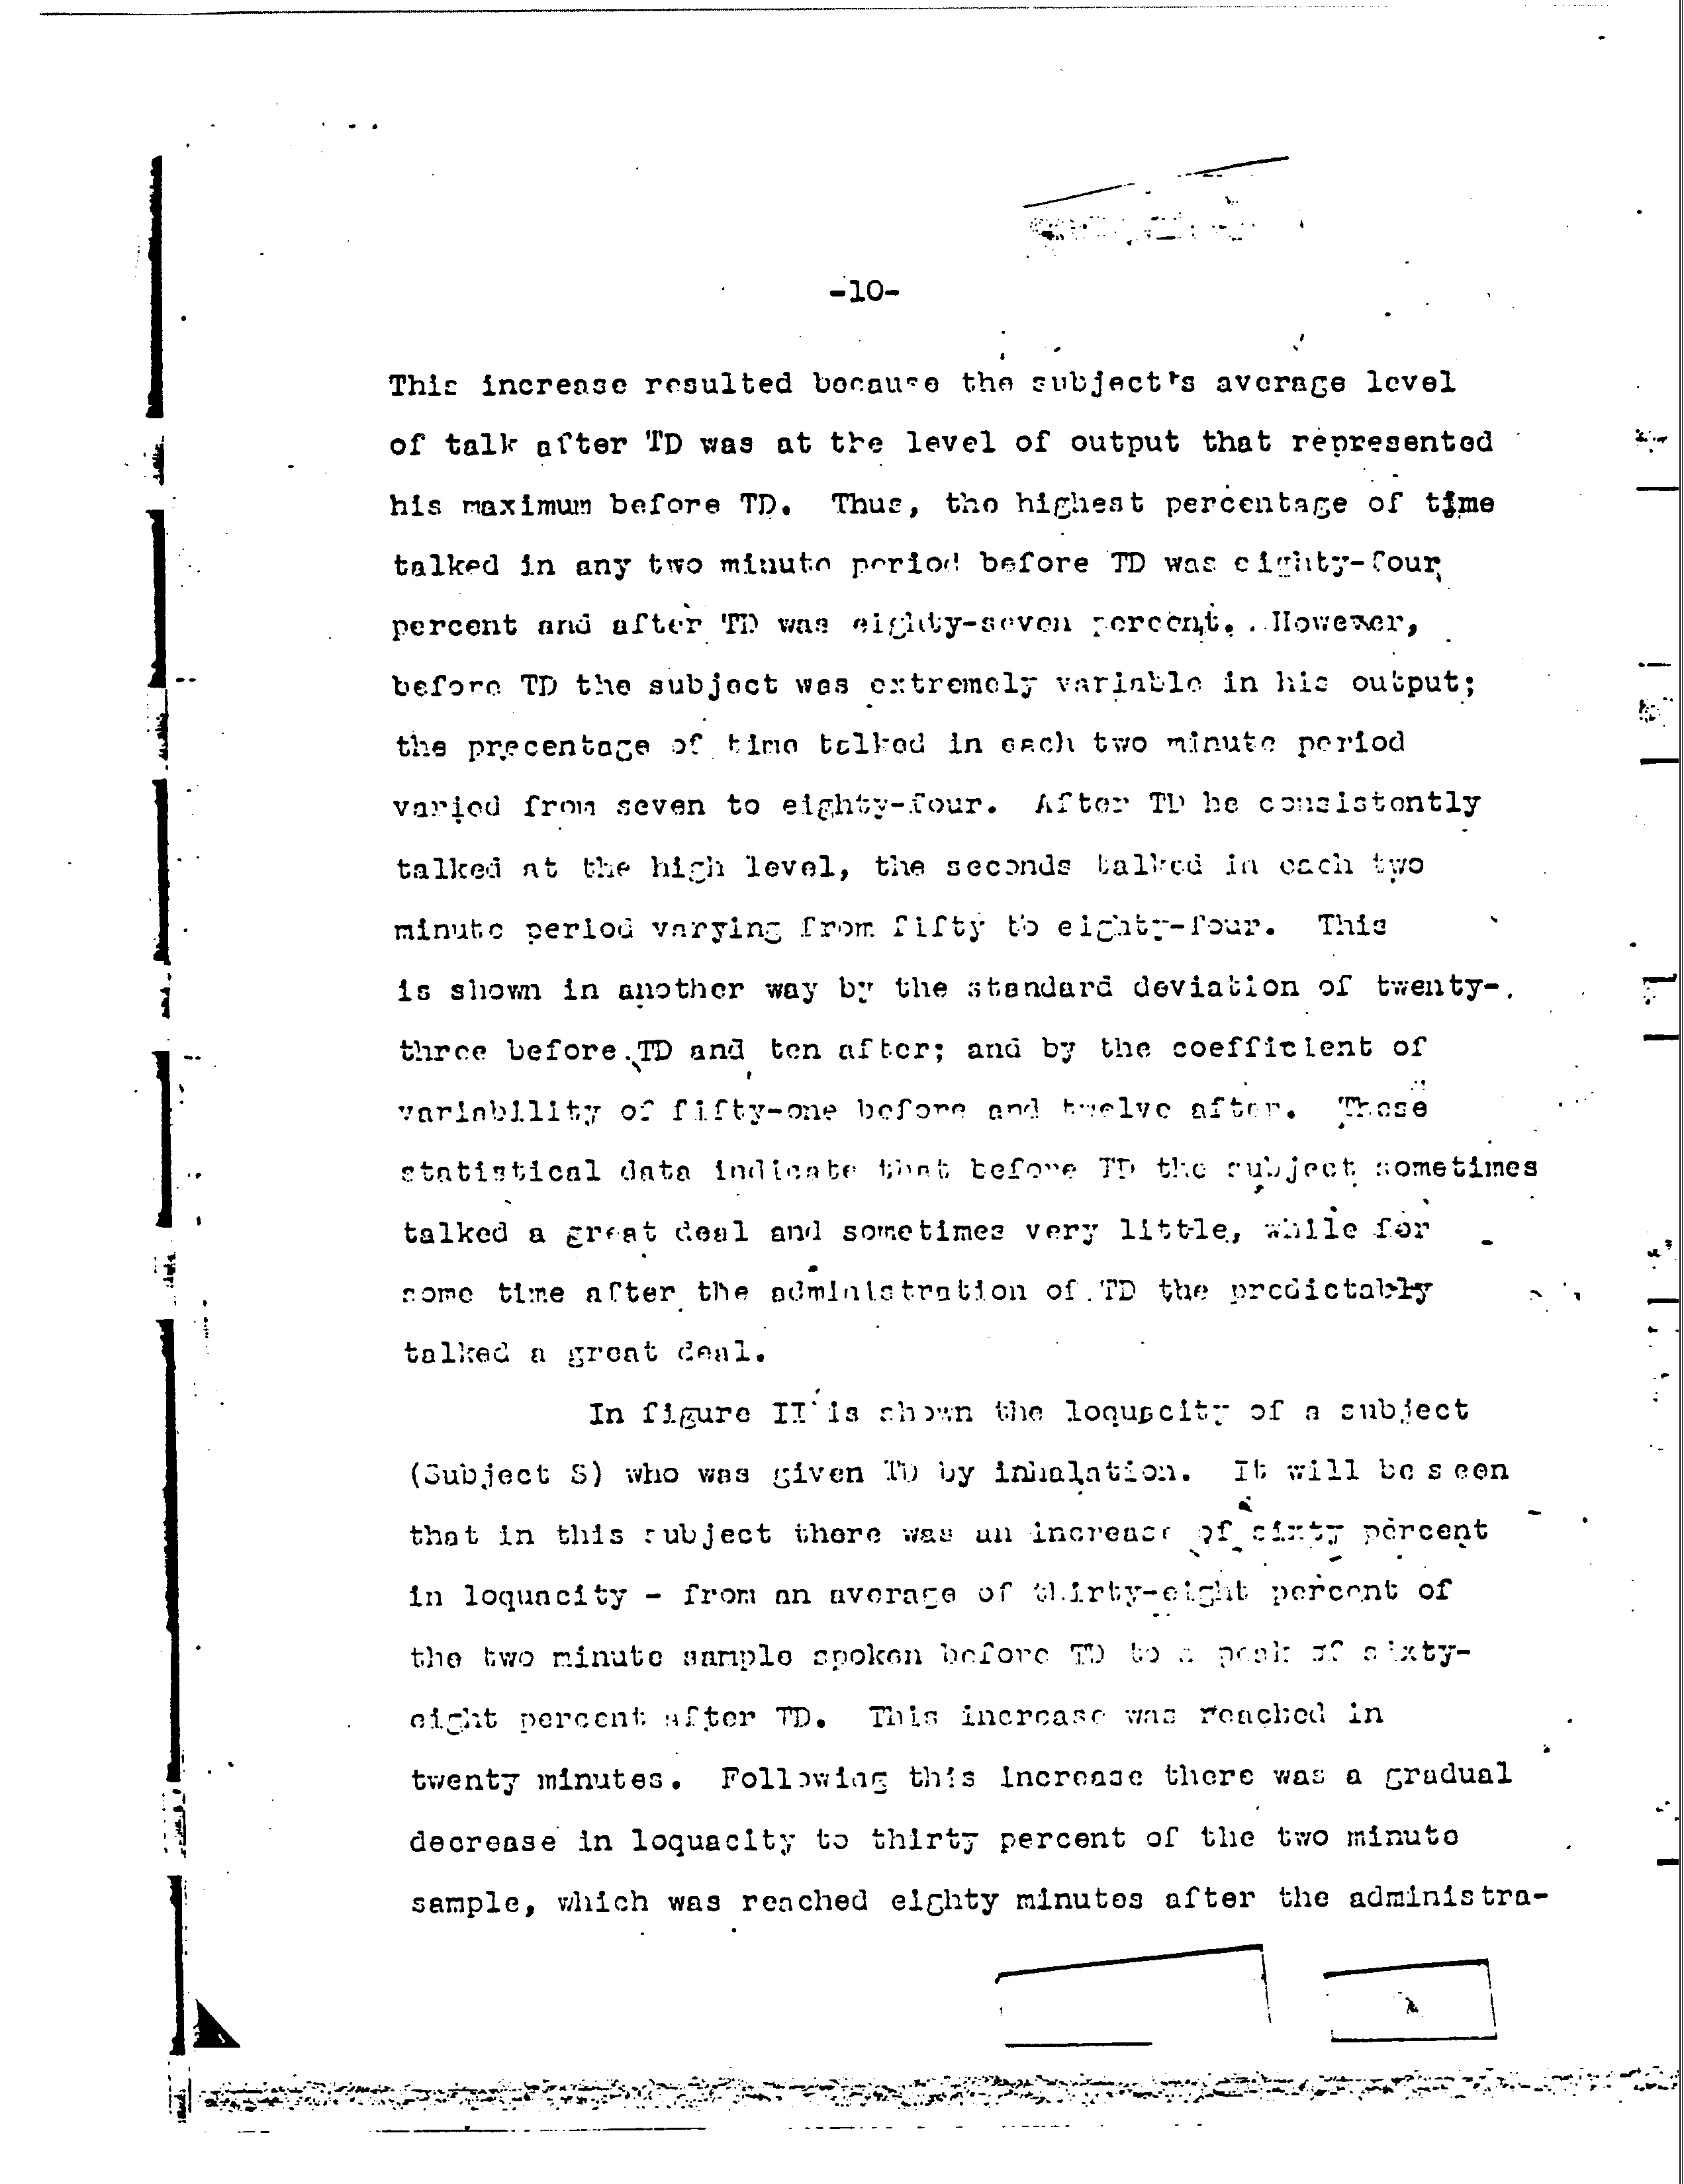 -10-
This increase resulted because the subject's average level
of talk after TD was at the level of output that represented
his maximum before TD. Thus, the highest percentage of time
talked in any two minute period before TD was eighty-four
percent and after TD was eighty-seven percent. However,
before TD the subject was extremely variable in his output;
the precentage of time talked in each two minute period
varied from seven to eighty-four. After TD he consistently
talked at the high level, the seconds talked in each two
minute period varying from fifty to eighty-four. This
is shown in another way by the standard deviation of twenty-
three before TD and ten after; and by the coefficient of
variability of fifty-one before and twelve after. These
statistical data indicate that before TD the subject sometimes
talked a great deal and sometimes very little, while for
some time after the administration of TD the predictably
talked a great deal.
In figure II is shown the loquacity of a subject
(Subject S) who was given TD by inhalation. It will be seen
that in this subject there was an increase of sixty percent
in loquacity - from an average of thirty-eight percent of
the two minute sample spoken before TD to a peak of sixty-
eight percent after TD. This increase was reached in
twenty minutes. Following this increase there was a gradual
decrease in loquacity to thirty percent of the two minute
sample, which was reached eighty minutes after the administra-